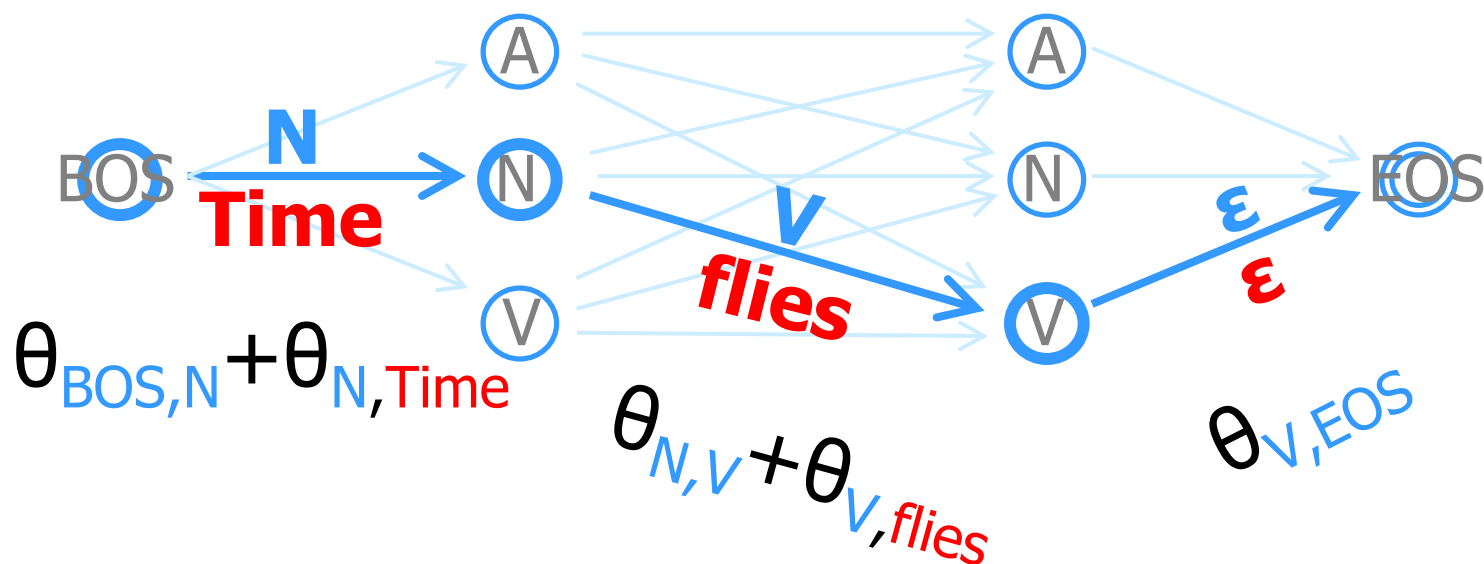 A A
N
BOS N N EOS
Time
V ε
flies ε
V V
θBOS,N+θN,Time
θN,V+θV,flies
θV,EOS